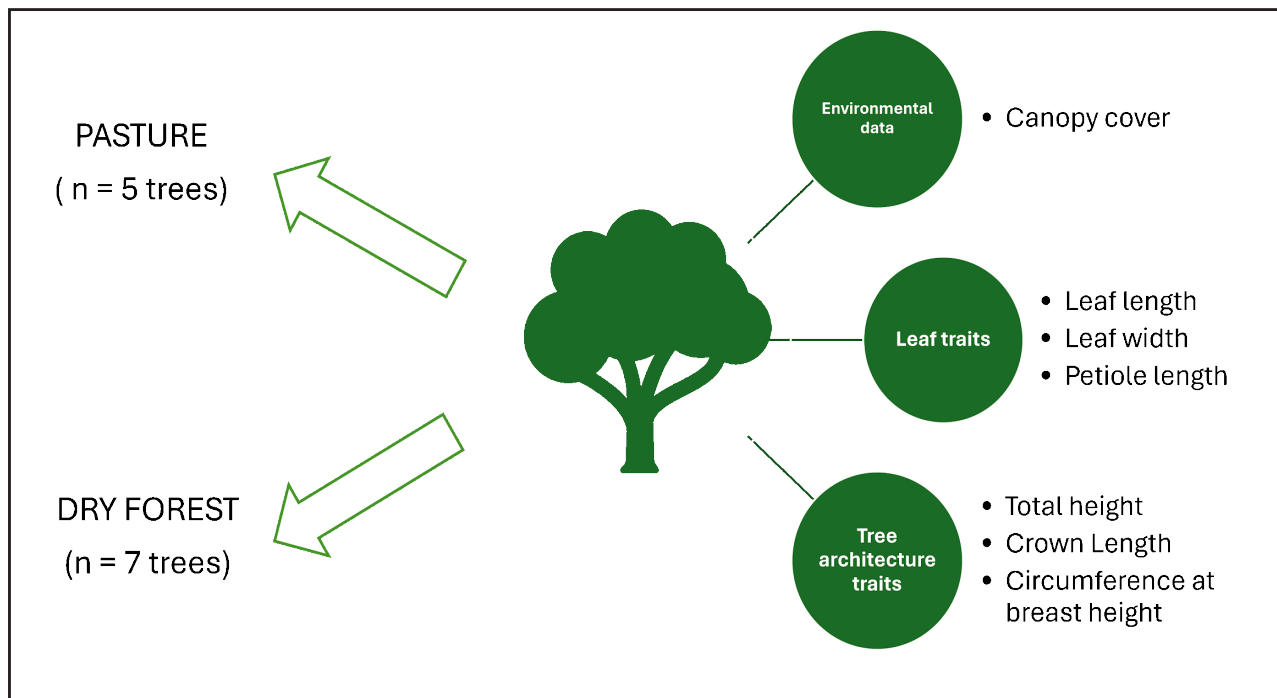 PASTURE
( n = 5 trees)
DRY FOREST
(n = 7 trees)
Environmental
data
• Canopy cover
Leaf traits
• Leaf length
• Leaf width
• Petiole length
Tree
architecture
traits
• Total height
• Crown Length
• Circumference at
breast height